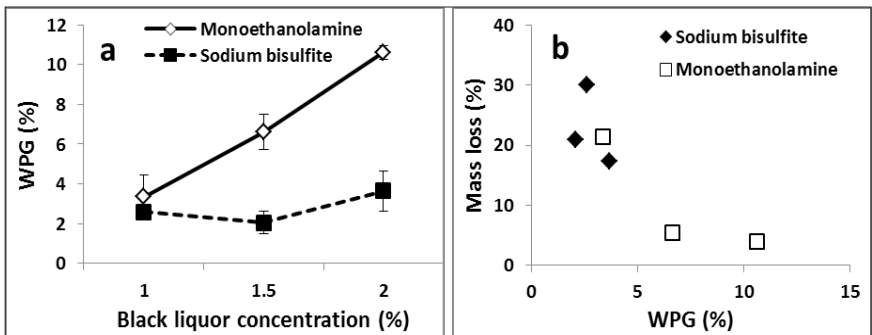 a
Monoethanolamine
Sodium bisulfite
WPG (%)
12
10
8
6
4
2
0
1 1.5 2
Black liquor concentration (%)
b
Sodium bisulfite
Monoethanolamine
Mass loss (%)
40
30
20
10
0
0 5 10 15
WPG (%)